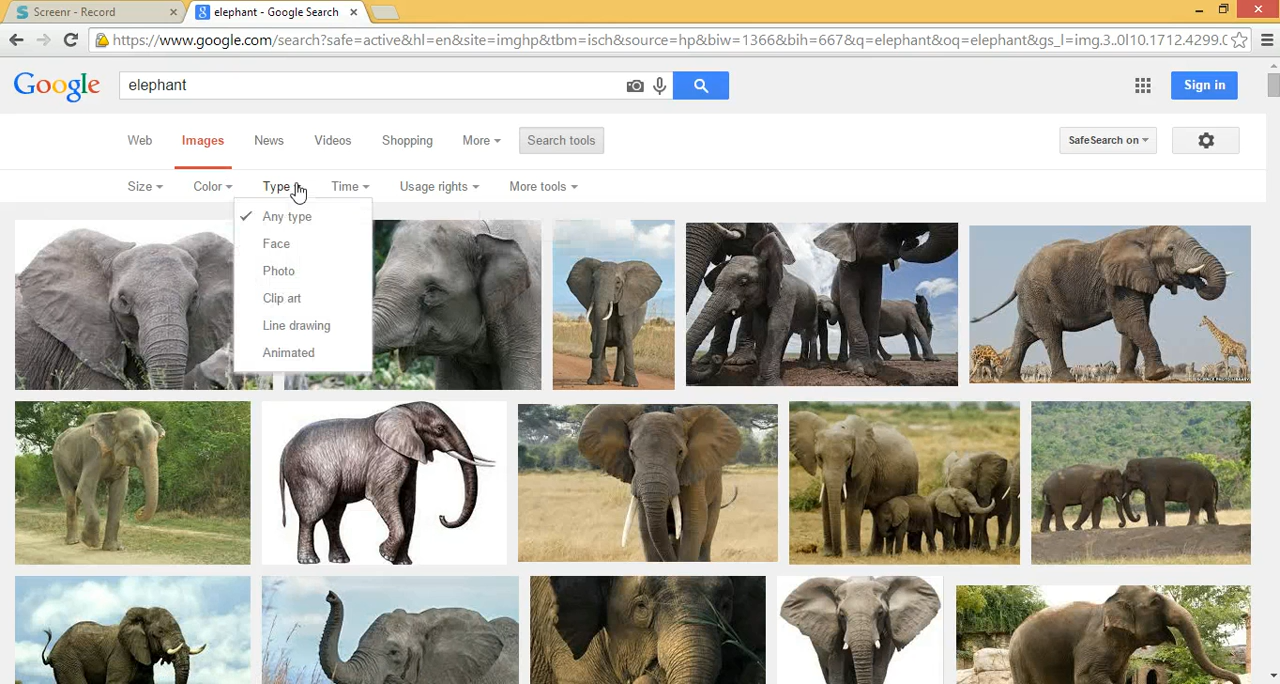 Screenr - Record
elephant - Google Search
https://www.google.com/search?safe=active&hl=en&site=imghp&tbm=isch&source=hp&biw=1366&bih=667&q=elephant&oq=elephant&gs_l=img.3..0l10.1712.4299.0
Google
elephant
Sign in
Web Images News Videos Shopping More Search tools
SafeSearch on
Size Color Type Time Usage rights More tools
Any type
Face
Photo
Clip art
Line drawing
Animated